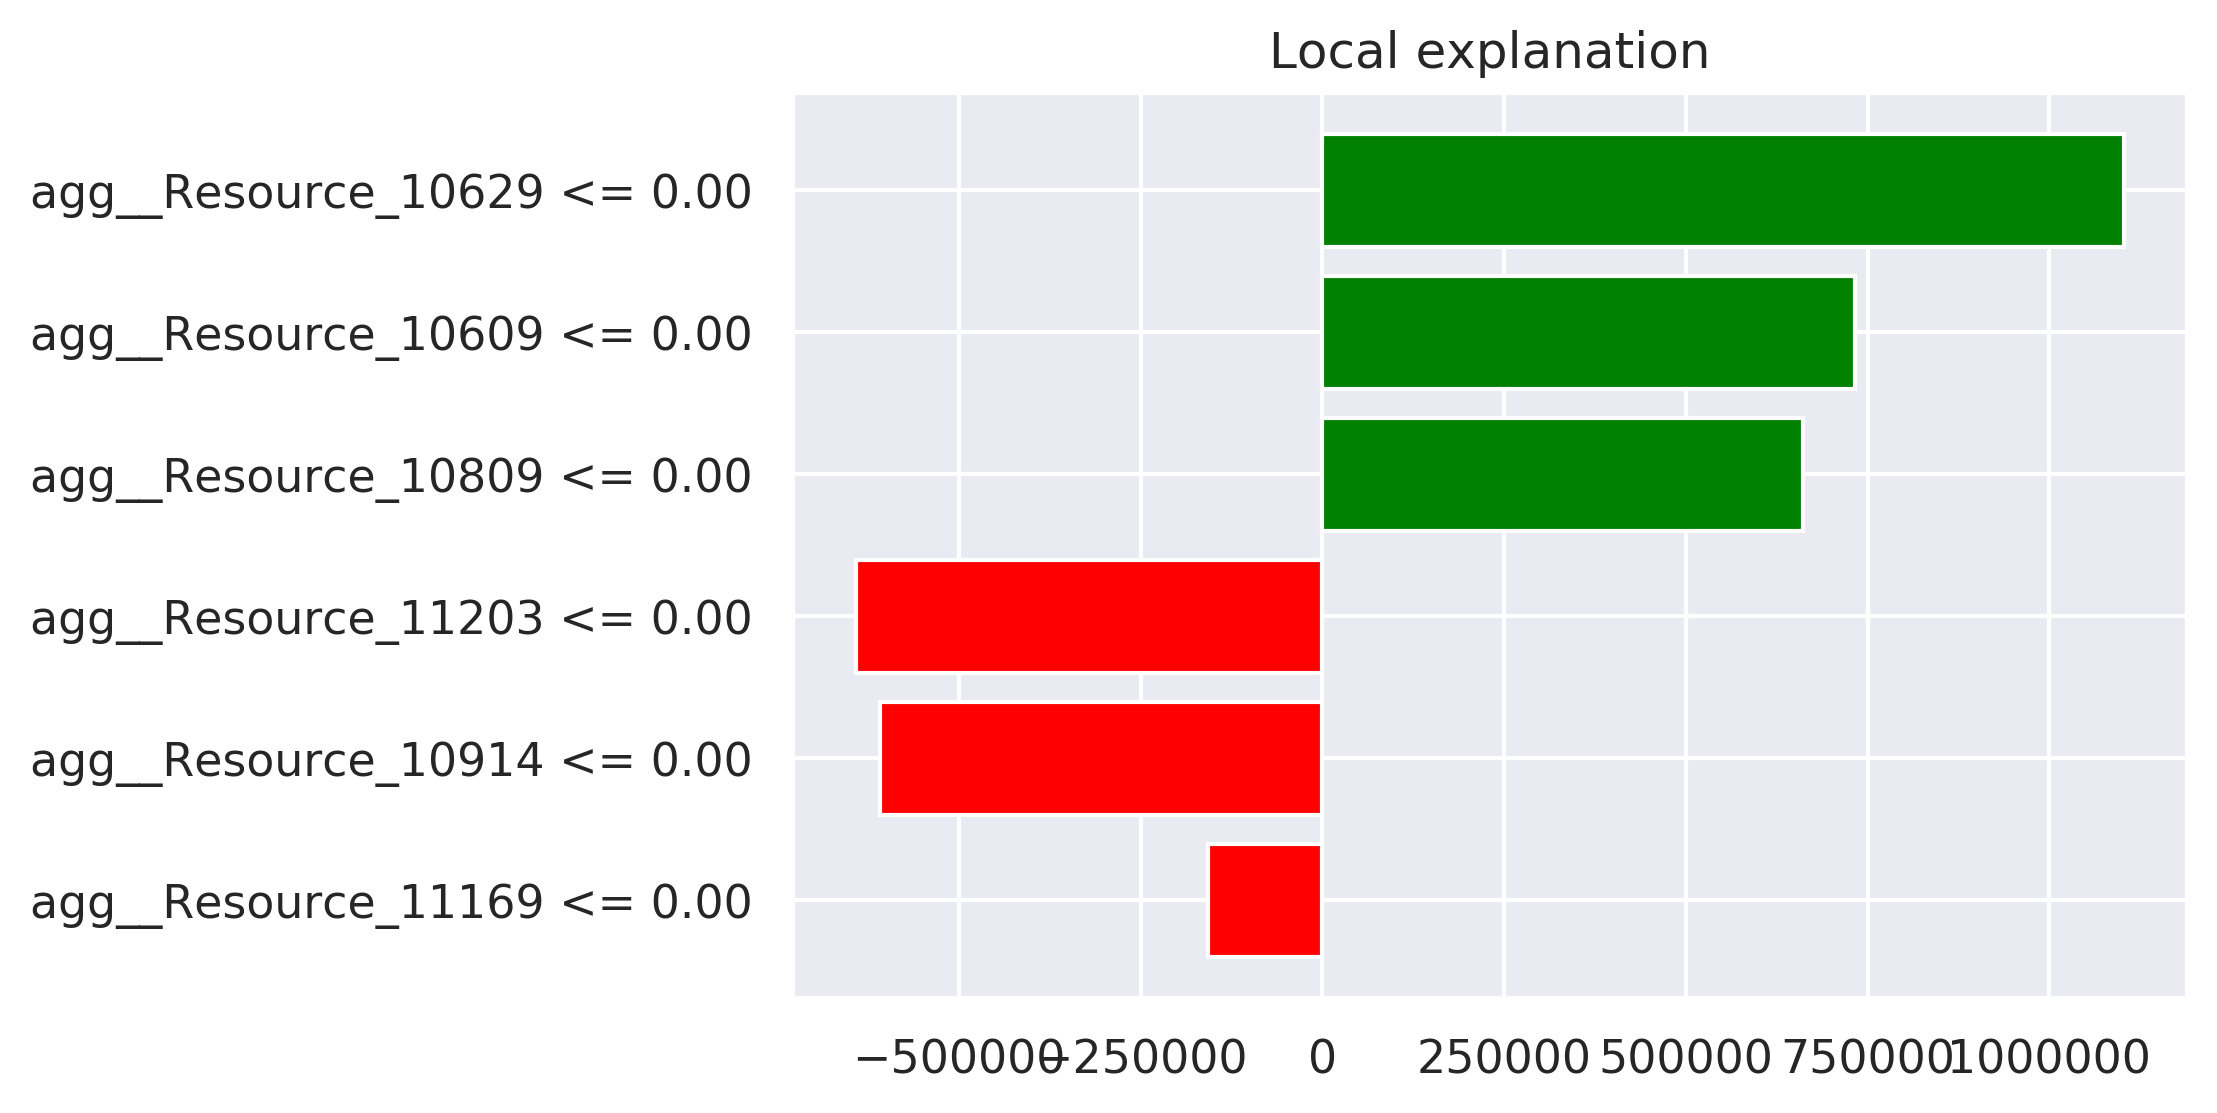 Local explanation
agg__Resource_10629 <= 0.00
agg__Resource_10609 <= 0.00
agg__Resource_10809 <= 0.00
agg__Resource_11203 <= 0.00
agg__Resource_10914 <= 0.00
agg__Resource_11169 <= 0.00
−500000 −250000 0 250000 500000 750000 1000000